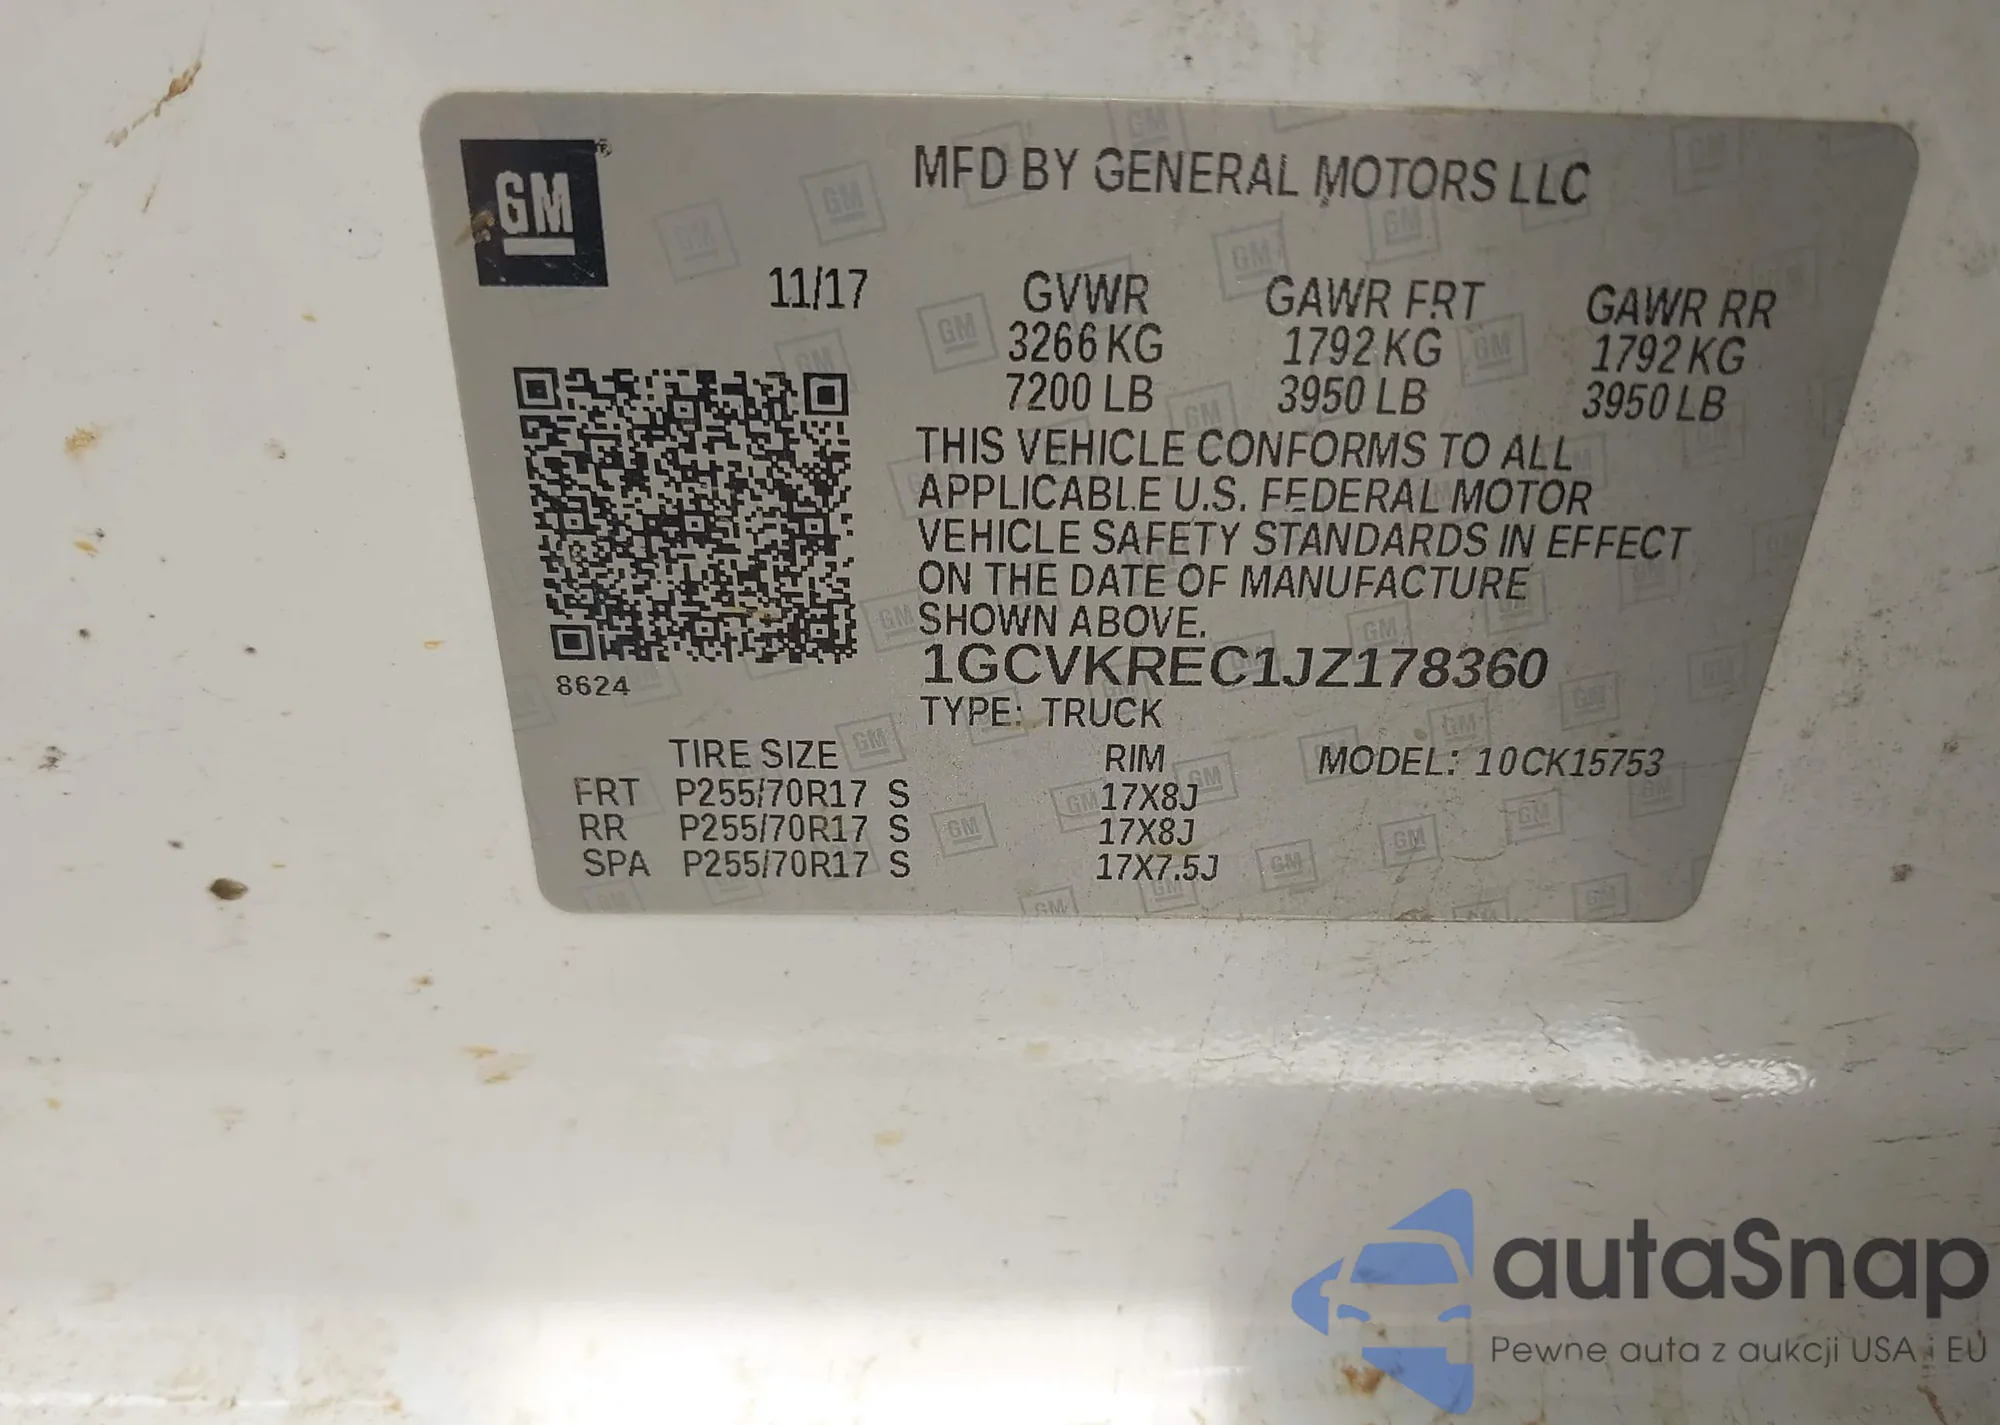 GM
MFD BY GENERAL MOTORS LLC
11/17 GVWR GAWR FRT GAWR RR
3266 KG 1792 KG 1792 KG
7200 LB 3950 LB 3950 LB
THIS VEHICLE CONFORMS TO ALL
APPLICABLE U.S. FEDERAL MOTOR
VEHICLE SAFETY STANDARDS IN EFFECT
ON THE DATE OF MANUFACTURE
SHOWN ABOVE.
1GCVKREC1JZ178360
8624
TYPE: TRUCK
TIRE SIZE RIM MODEL: 10CK15753
FRT P255/70R17 S 17X8J
RR P255/70R17 S 17X8J
SPA P255/70R17 S 17X7.5J
autaSnap
Pewne auta z aukcji USA i EU